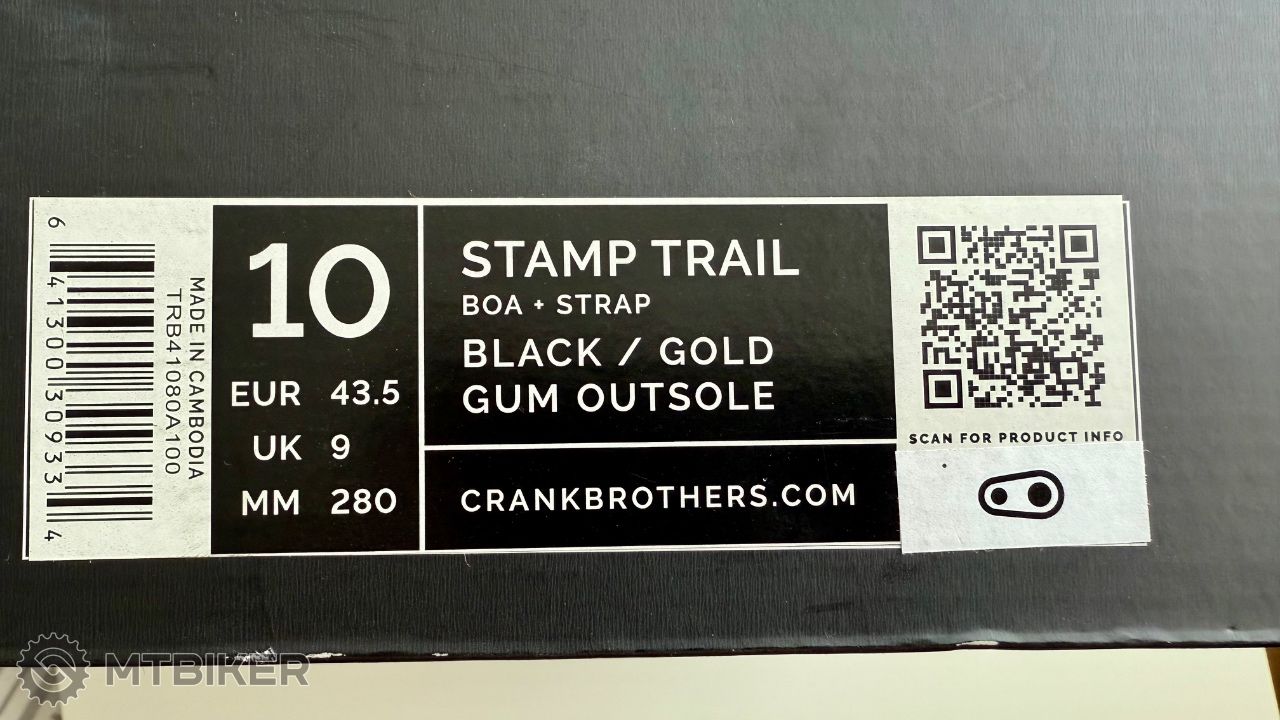 6 41300 30933 4
MADE IN CAMBODIA
TRB41080A100
10
EUR 43.5
UK 9
MM 280
STAMP TRAIL
BOA + STRAP
BLACK / GOLD
GUM OUTSOLE
CRANKBROTHERS.COM
SCAN FOR PRODUCT INFO
MTBIKER